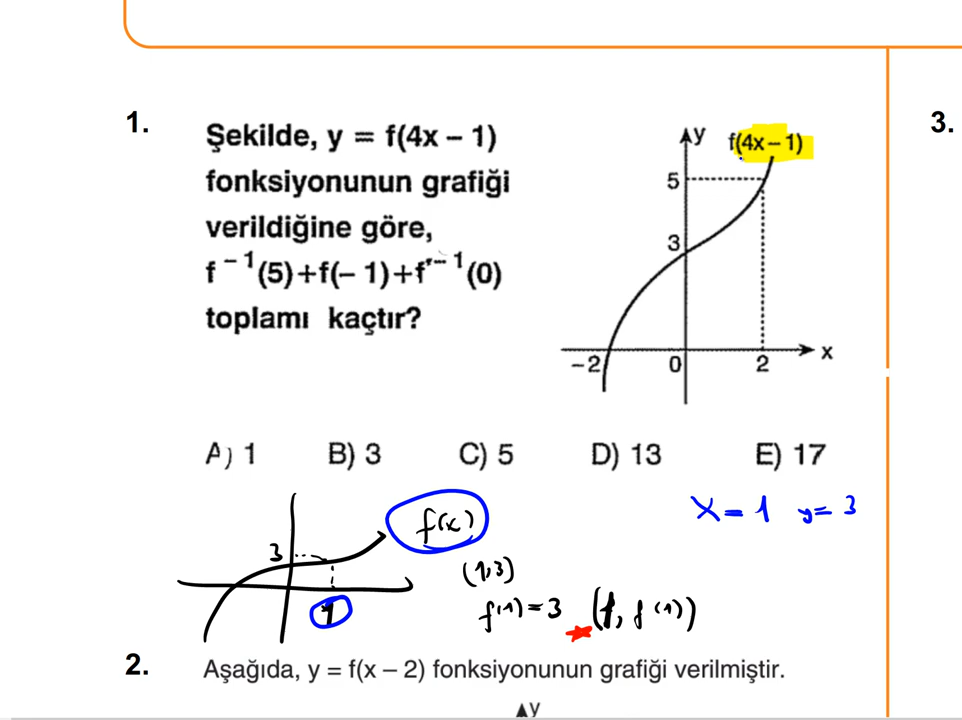 1.
Şekilde, y = f(4x – 1)
fonksiyonunun grafiği
verildiğine göre,
f⁻¹(5)+f(–1)+f⁻¹(0)
toplamı kaçtır?
y
f(4x – 1)
5
3
–2
0
2
x
3.
A) 1 B) 3 C) 5 D) 13 E) 17
x = 1 y = 3
f(x)
3
1
(1,3)
f(1) = 3 (1, f(1))
2.
Aşağıda, y = f(x – 2) fonksiyonunun grafiği verilmiştir.
y